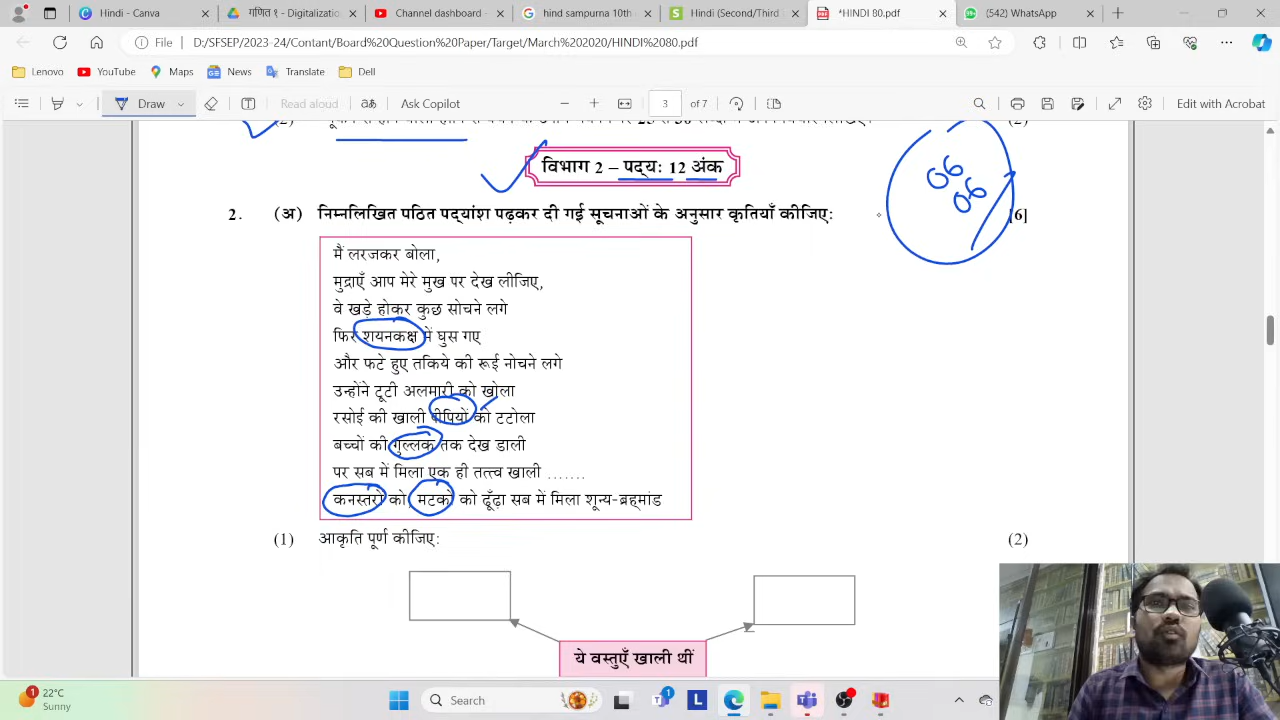 Hindi - Canva
गणित १ - Digitalizatio
Channel dashboard -
hind sampurna 10th
Hindi (Second/Third
*HINDI 80.pdf
(542) WhatsApp
File
D:/SFSEP/2023-24/Contant/Board%20Question%20Paper/Target/March%202020/HINDI%2080.pdf
Lenovo
YouTube
Maps
News
Translate
Dell
Draw
Read aloud
Ask Copilot
3
of 7
Edit with Acrobat
(2)
विभाग 2 – पद्य: 12 अंक
2. (अ) निम्नलिखित पठित पद्यांश पढ़कर दी गई सूचनाओं के अनुसार कृतियाँ कीजिए: [6]
06
06
मैं लरजकर बोला,
मुद्राएँ आप मेरे मुख पर देख लीजिए,
वे खड़े होकर कुछ सोचने लगे
फिर शयनकक्ष में घुस गए
और फटे हुए तकिये की रूई नोचने लगे
उन्होंने टूटी अलमारी को खोला
रसोई की खाली पीपियों को टटोला
बच्चों की गुल्लक तक देख डाली
पर सब में मिला एक ही तत्त्व खाली .......
कनस्तरों को, मटकों को ढूँढ़ा सब में मिला शून्य-ब्रह्मांड
(1) आकृति पूर्ण कीजिए: (2)
ये वस्तुएँ खाली थीं
1
22°C
Sunny
Search
1
L